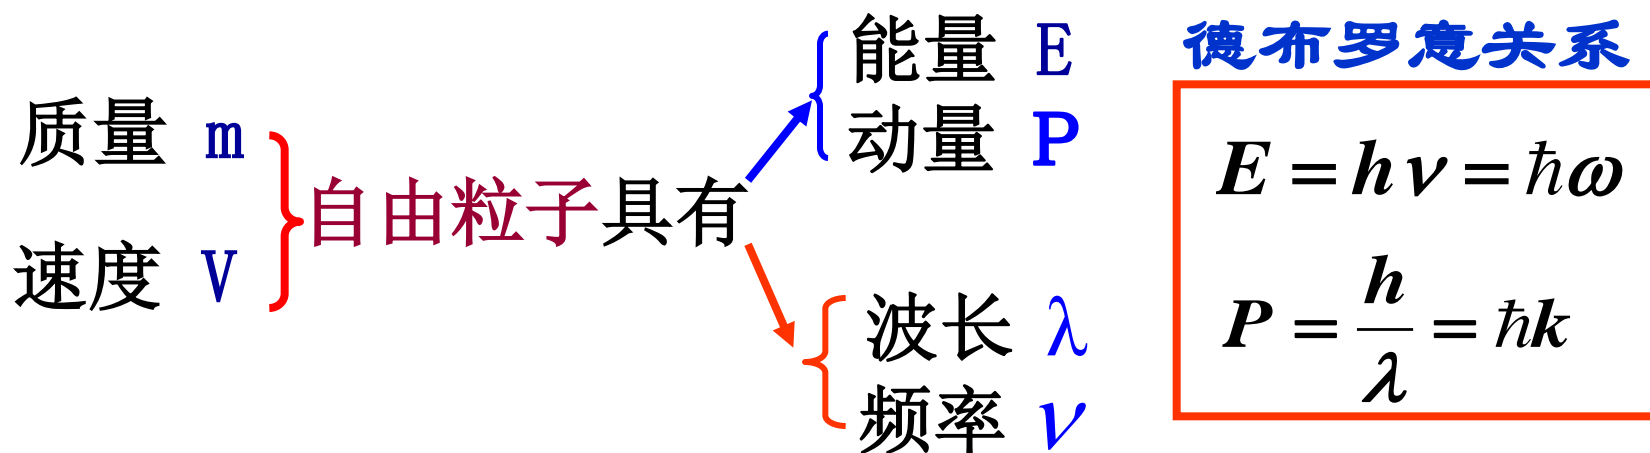 质量 m
速度 V
自由粒子具有
能量 E
动量 P
波长 λ
频率 ν
德布罗意关系
E = hν = ħω
P = h/λ = ħk